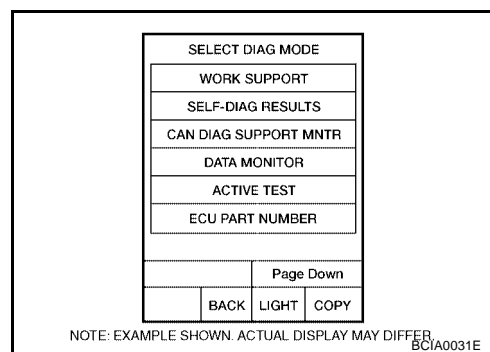 SELECT DIAG MODE
WORK SUPPORT
SELF-DIAG RESULTS
CAN DIAG SUPPORT MNTR
DATA MONITOR
ACTIVE TEST
ECU PART NUMBER
Page Down
BACK LIGHT COPY
NOTE: EXAMPLE SHOWN. ACTUAL DISPLAY MAY DIFFER.
BCIA0031E